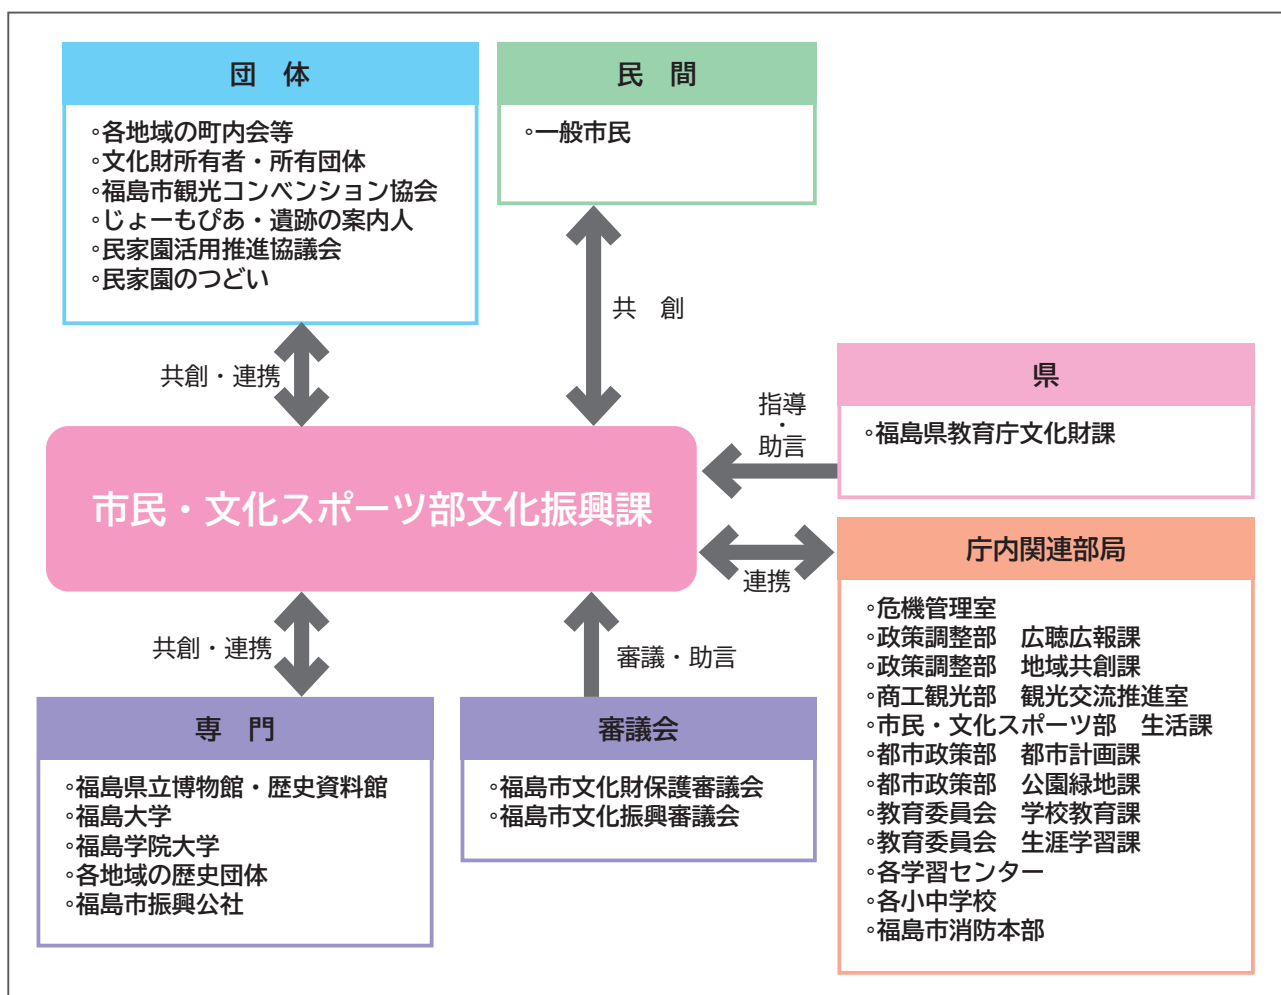 団　体
◦各地域の町内会等
◦文化財所有者・所有団体
◦福島市観光コンベンション協会
◦じょーもぴあ・遺跡の案内人
◦民家園活用推進協議会
◦民家園のつどい
民　間
◦一般市民
共創・連携
共　創
県
◦福島県教育庁文化財課
指導
・
助言
市民・文化スポーツ部文化振興課
連携
庁内関連部局
◦危機管理室
◦政策調整部　広聴広報課
◦政策調整部　地域共創課
◦商工観光部　観光交流推進室
◦市民・文化スポーツ部　生活課
◦都市政策部　都市計画課
◦都市政策部　公園緑地課
◦教育委員会　学校教育課
◦教育委員会　生涯学習課
◦各学習センター
◦各小中学校
◦福島市消防本部
共創・連携
審議・助言
専　門
◦福島県立博物館・歴史資料館
◦福島大学
◦福島学院大学
◦各地域の歴史団体
◦福島市振興公社
審議会
◦福島市文化財保護審議会
◦福島市文化振興審議会